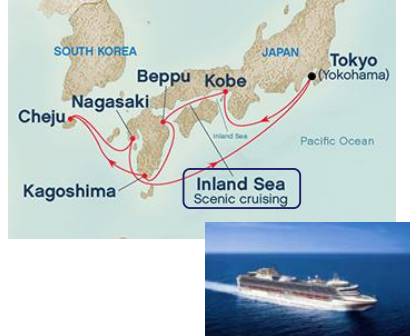 SOUTH KOREA
JAPAN
Tokyo
(Yokohama)
Beppu
Kobe
Nagasaki
Cheju
Inland Sea
Pacific Ocean
Kagoshima
Inland Sea
Scenic cruising